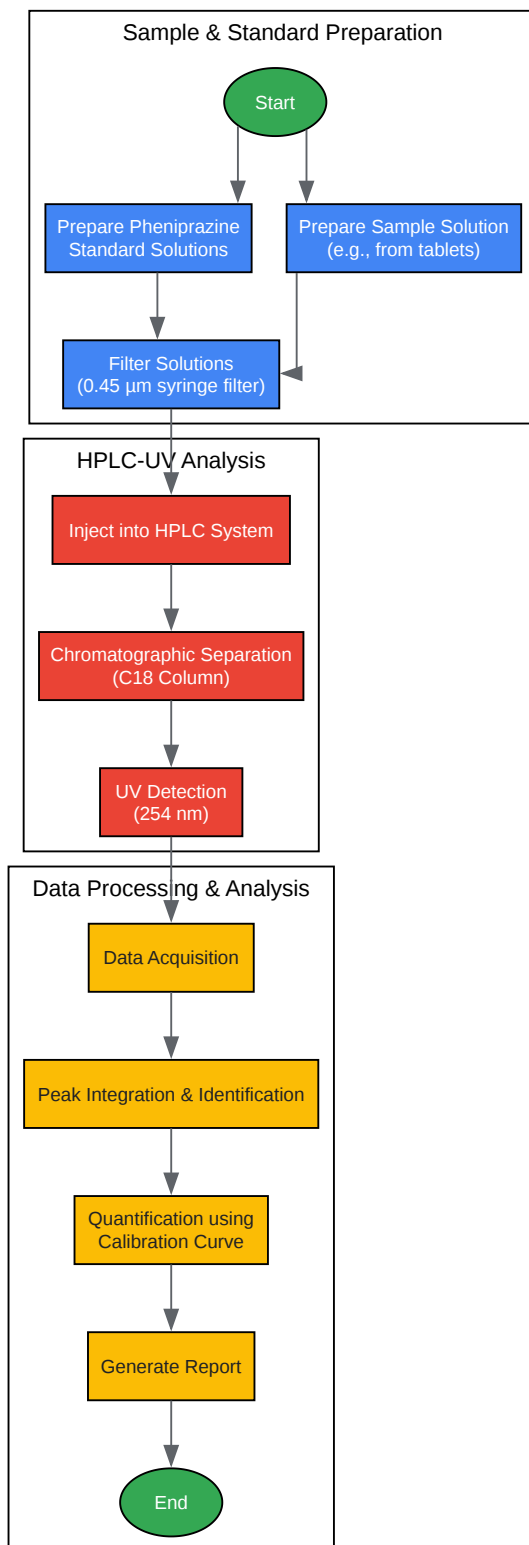 Sample & Standard Preparation
Start
Prepare Pheniprazine
Standard Solutions
Prepare Sample Solution
(e.g., from tablets)
Filter Solutions
(0.45 µm syringe filter)
HPLC-UV Analysis
Inject into HPLC System
Chromatographic Separation
(C18 Column)
UV Detection
(254 nm)
Data Processing & Analysis
Data Acquisition
Peak Integration & Identification
Quantification using
Calibration Curve
Generate Report
End